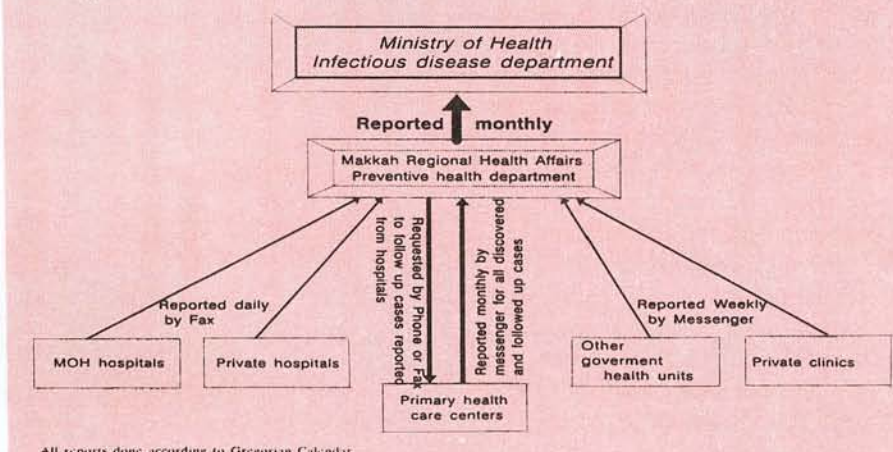 Ministry of Health
Infectious disease department
Reported monthly
Makkah Regional Health Affairs
Preventive health department
Reported daily
by Fax
Requested by Phone or Fax
to follow up cases reported
from hospitals
Reported monthly by
messenger for all discovered
and followed up cases
Reported Weekly
by Messenger
MOH hospitals
Private hospitals
Primary health
care centers
Other
goverment
health units
Private clinics
All reports done according to Gregorian Calendar